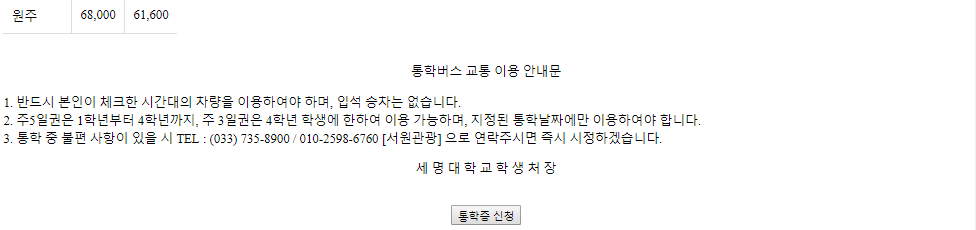 원주 68,000 61,600
통학버스 교통 이용 안내문
1. 반드시 본인이 체크한 시간대의 차량을 이용하여야 하며, 입석 승차는 없습니다.
2. 주5일권은 1학년부터 4학년까지, 주 3일권은 4학년 학생에 한하여 이용 가능하며, 지정된 통학날짜에만 이용하여야 합니다.
3. 통학 중 불편 사항이 있을 시 TEL : (033) 735-8900 / 010-2598-6760 [서원관광] 으로 연락주시면 즉시 시정하겠습니다.
세 명 대 학 교 학 생 처 장
통학증 신청